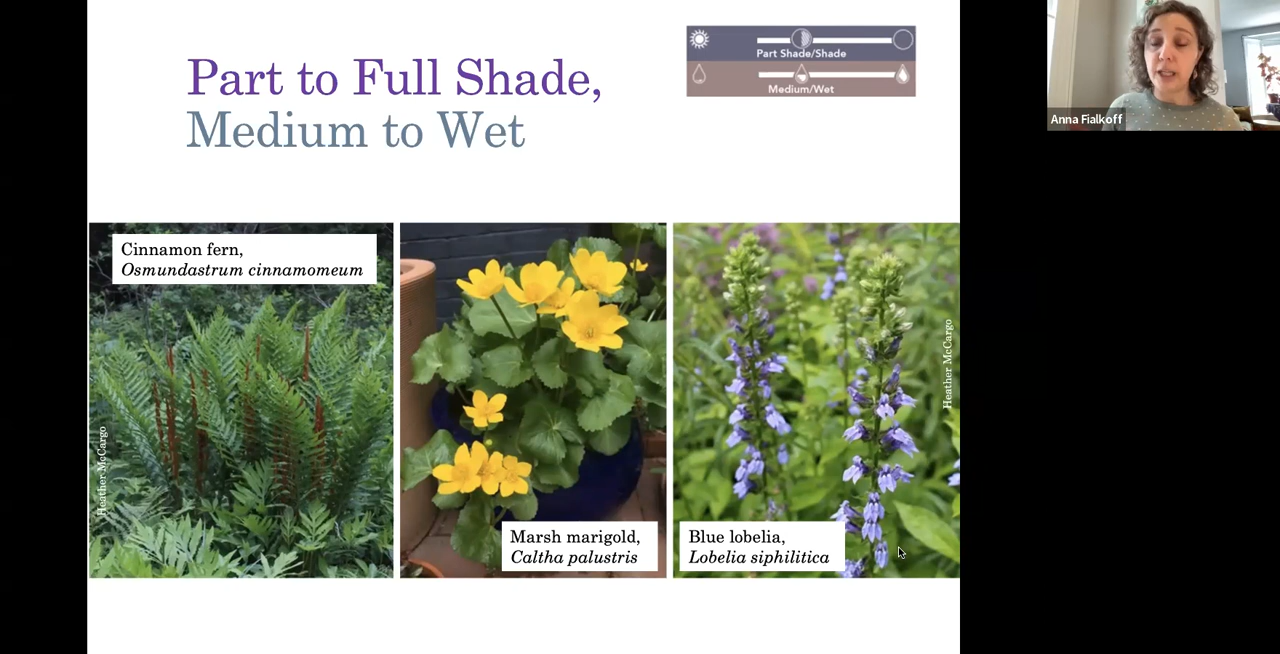 Part to Full Shade,
Medium to Wet
Part Shade/Shade
Medium/Wet
Anna Fialkoff
Cinnamon fern,
Osmundastrum cinnamomeum
Heather McCargo
Marsh marigold,
Caltha palustris
Blue lobelia,
Lobelia siphilitica
Heather McCargo